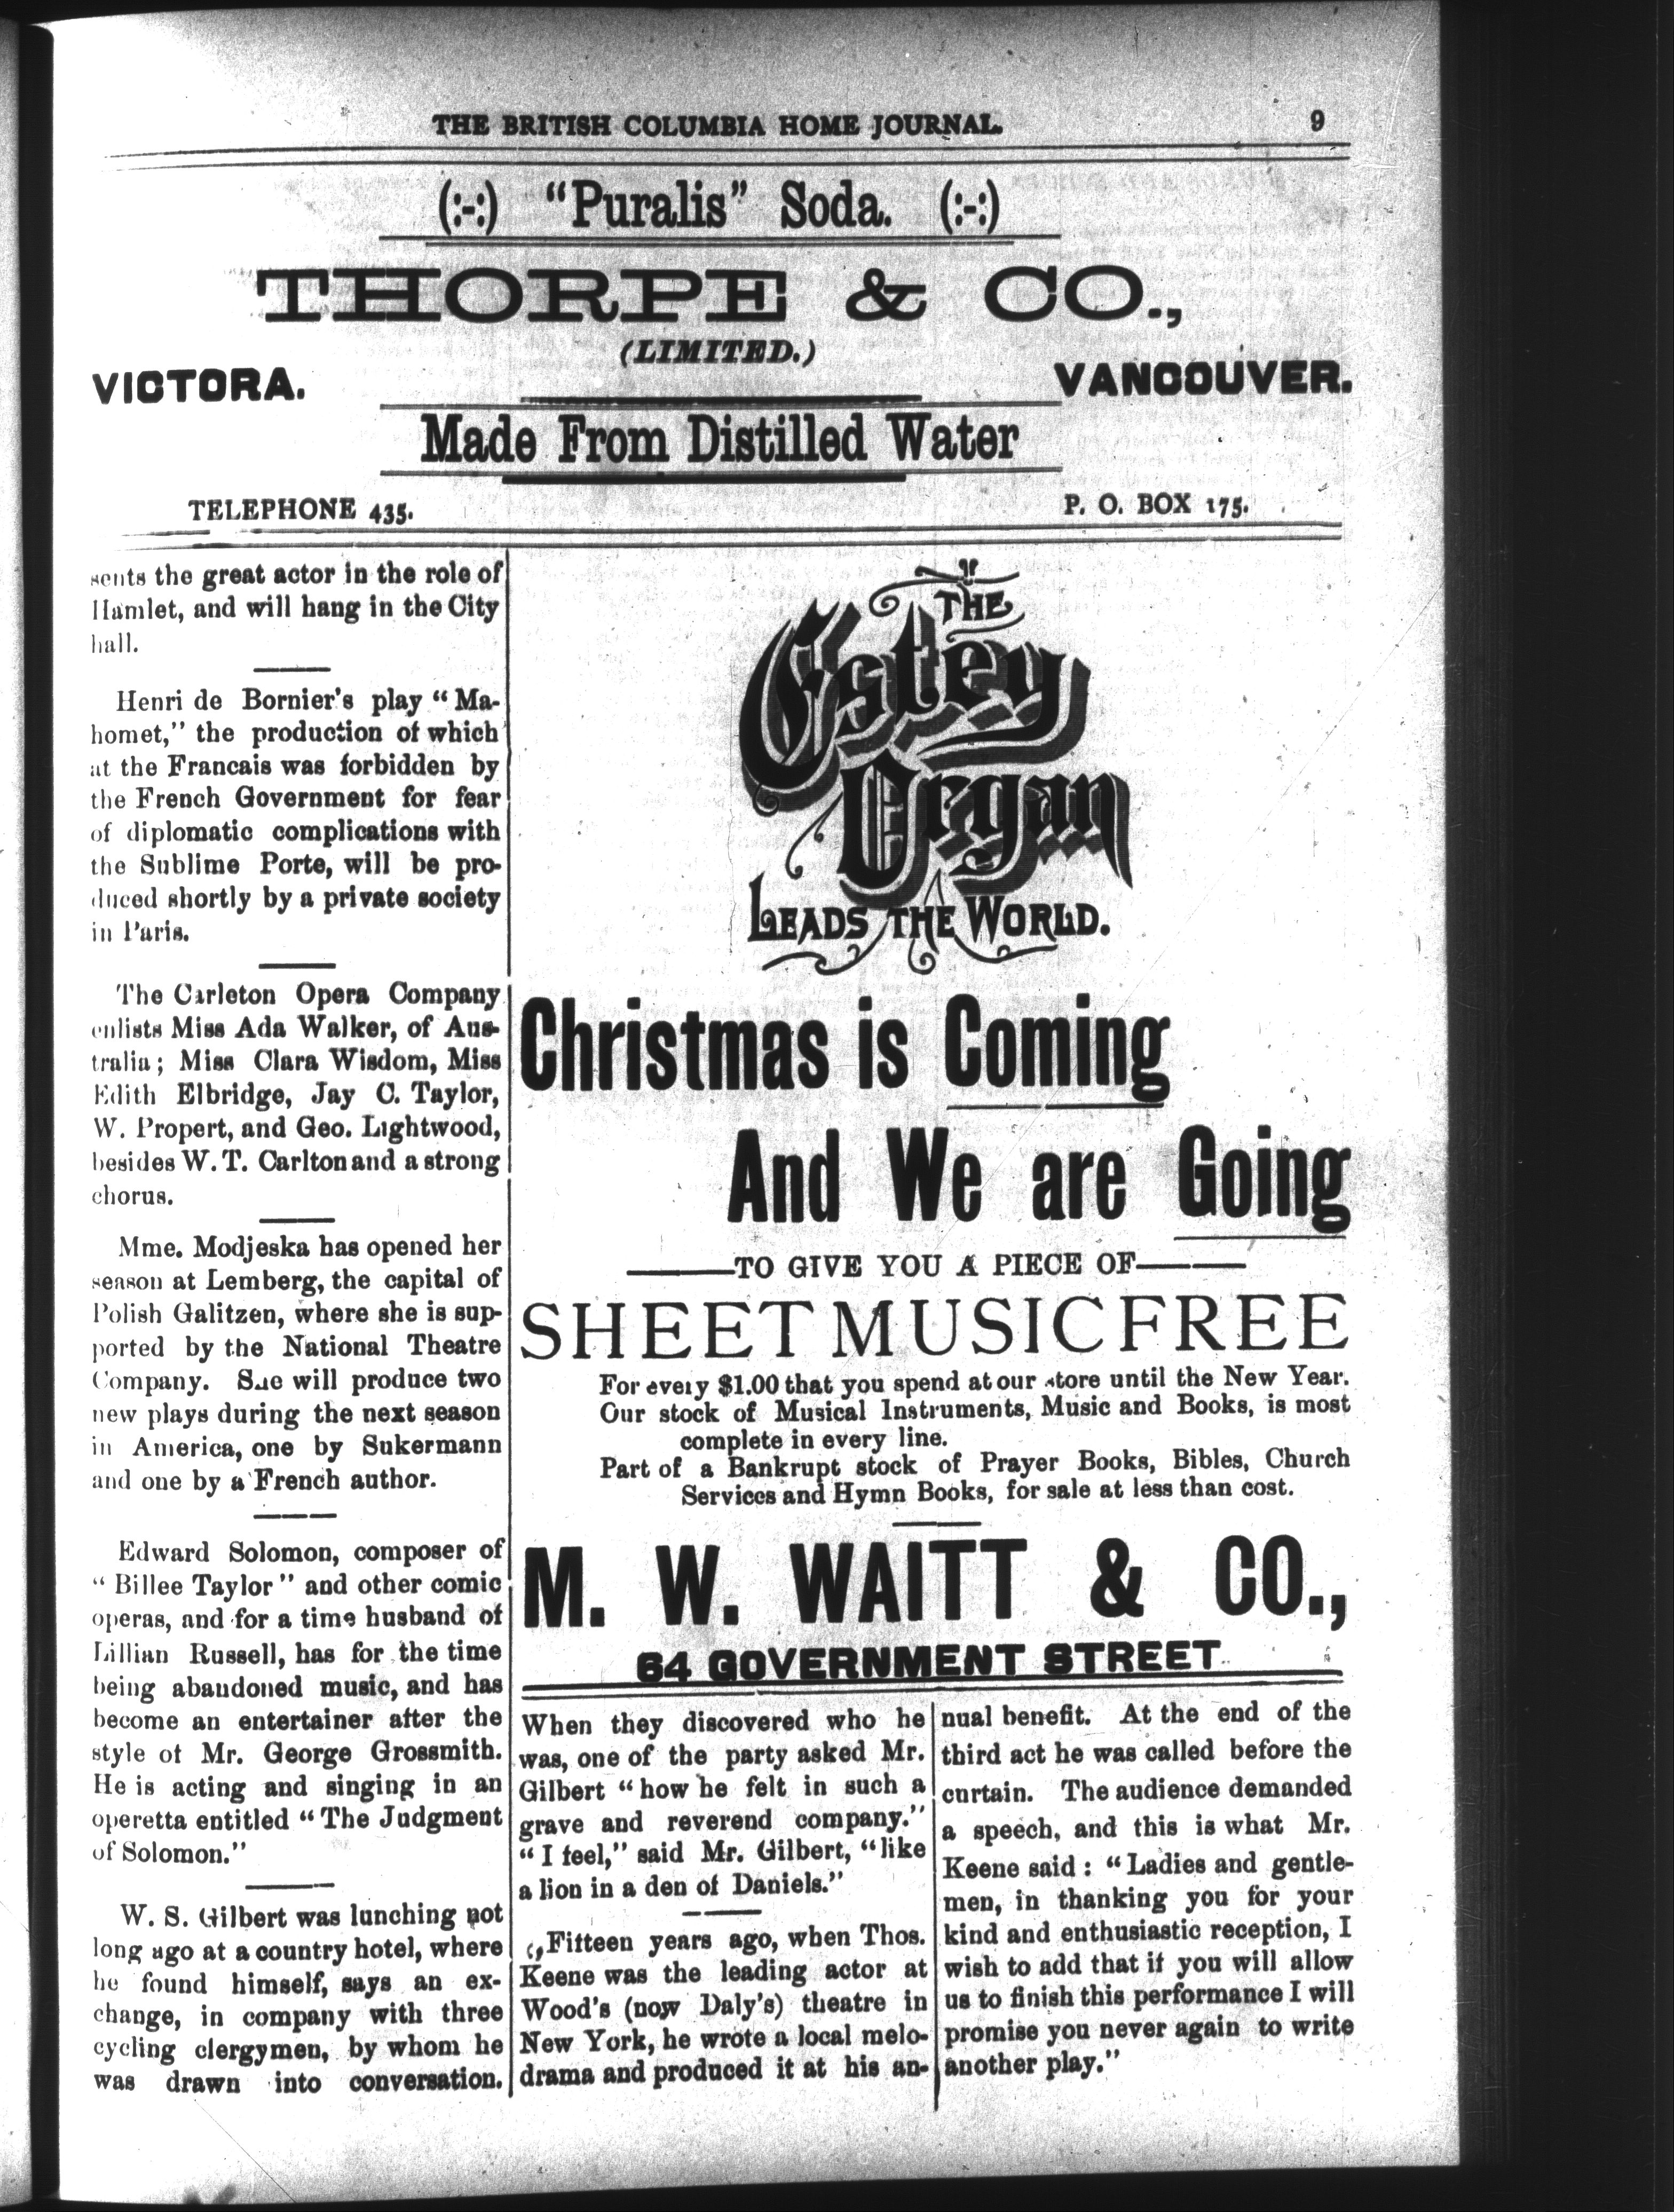 THE BRITISH COLUMBIA HOME JOURNAL. 9
(:-:) "Puralis" Soda. (:-:)
THORPE & CO.,
(LIMITED.)
VICTORA. VANCOUVER.
Made From Distilled Water
TELEPHONE 435. P. O. BOX 175.
sents the great actor in the role of
Hamlet, and will hang in the City
hall.
Henri de Bornier's play "Ma-
homet," the production of which
at the Francais was forbidden by
the French Government for fear
of diplomatic complications with
the Sublime Porte, will be pro-
duced shortly by a private society
in Paris.
The Carleton Opera Company
enlists Miss Ada Walker, of Aus-
tralia; Miss Clara Wisdom, Miss
Edith Elbridge, Jay C. Taylor,
W. Propert, and Geo. Lightwood,
besides W. T. Carlton and a strong
chorus.
Mme. Modjeska has opened her
season at Lemberg, the capital of
Polish Galitzen, where she is sup-
ported by the National Theatre
Company. She will produce two
new plays during the next season
in America, one by Sukermann
and one by a French author.
Edward Solomon, composer of
"Billee Taylor" and other comic
operas, and for a time husband of
Lillian Russell, has for the time
being abandoned music, and has
become an entertainer after the
style of Mr. George Grossmith.
He is acting and singing in an
operetta entitled "The Judgment
of Solomon."
W. S. Gilbert was lunching not
long ago at a country hotel, where
he found himself, says an ex-
change, in company with three
cycling clergymen, by whom he
was drawn into conversation.
THE
Estey
Organ
LEADS THE WORLD.
Christmas is Coming
And We are Going
TO GIVE YOU A PIECE OF
SHEET MUSIC FREE
For every $1.00 that you spend at our store until the New Year.
Our stock of Musical Instruments, Music and Books, is most
complete in every line.
Part of a Bankrupt stock of Prayer Books, Bibles, Church
Services and Hymn Books, for sale at less than cost.
M. W. WAITT & CO.,
64 GOVERNMENT STREET
When they discovered who he
was, one of the party asked Mr.
Gilbert "how he felt in such a
grave and reverend company."
"I feel," said Mr. Gilbert, "like
a lion in a den of Daniels."
Fifteen years ago, when Thos.
Keene was the leading actor at
Wood's (now Daly's) theatre in
New York, he wrote a local melo-
drama and produced it at his an-
nual benefit. At the end of the
third act he was called before the
curtain. The audience demanded
a speech, and this is what Mr.
Keene said: "Ladies and gentle-
men, in thanking you for your
kind and enthusiastic reception, I
wish to add that if you will allow
us to finish this performance I will
promise you never again to write
another play."